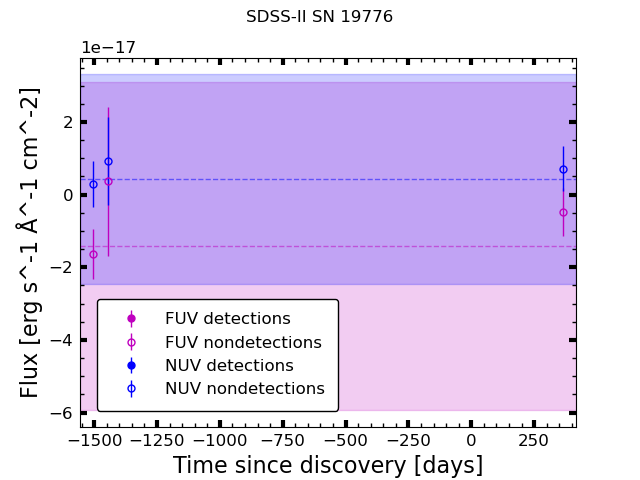 SDSS-II SN 19776
1e−17
Flux [erg s^-1 Å^-1 cm^-2]
2
0
−2
−4
−6
FUV detections
FUV nondetections
NUV detections
NUV nondetections
−1500 −1250 −1000 −750 −500 −250 0 250
Time since discovery [days]